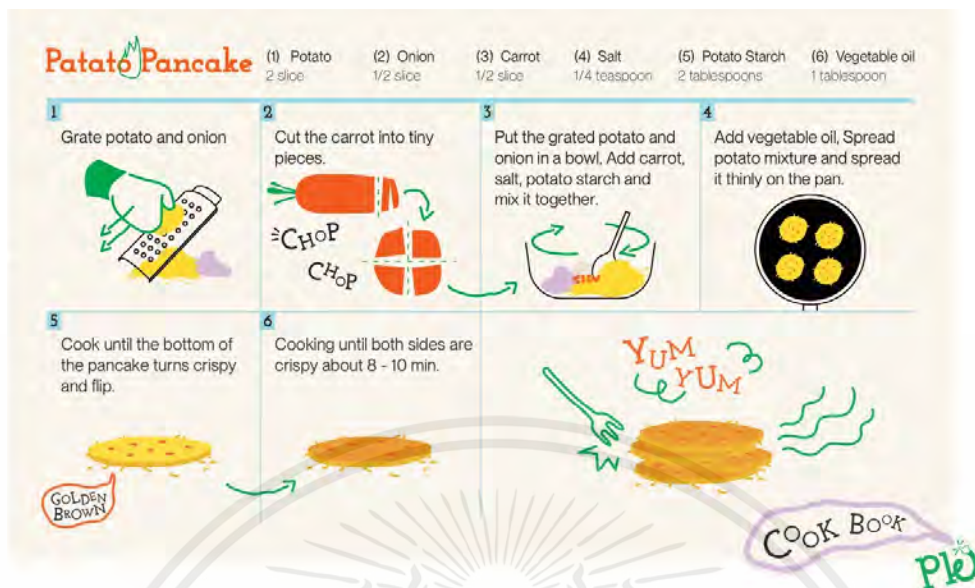 Patato Pancake
(1) Potato
2 slice
(2) Onion
1/2 slice
(3) Carrot
1/2 slice
(4) Salt
1/4 teaspoon
(5) Potato Starch
2 tablespoons
(6) Vegetable oil
1 tablespoon
1
Grate potato and onion
2
Cut the carrot into tiny
pieces.
CHOP
CHOP
3
Put the grated potato and
onion in a bowl. Add carrot,
salt, potato starch and
mix it together.
4
Add vegetable oil, Spread
potato mixture and spread
it thinly on the pan.
5
Cook until the bottom of
the pancake turns crispy
and flip.
GOLDEN
BROWN
6
Cooking until both sides are
crispy about 8 - 10 min.
YUM
YUM
COOK BOOK